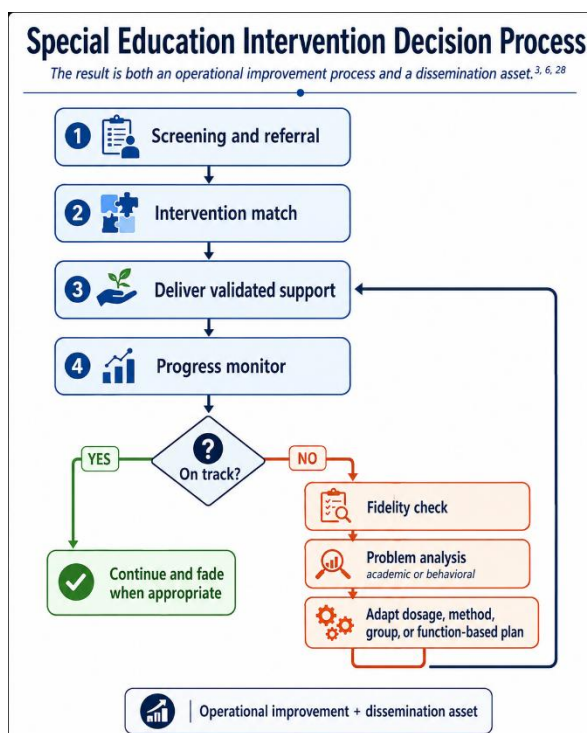 Special Education Intervention Decision Process
The result is both an operational improvement process and a dissemination asset.3, 6, 28
1 Screening and referral
2 Intervention match
3 Deliver validated support
4 Progress monitor
?
On track?
YES
NO
Continue and fade
when appropriate
Fidelity check
Problem analysis
academic or behavioral
Adapt dosage, method,
group, or function-based plan
Operational improvement + dissemination asset